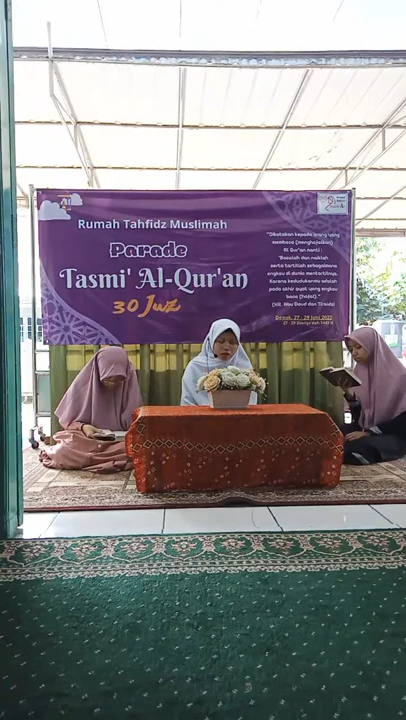 Rumah Tahfidz Muslimah
Parade
Tasmi' Al-Qur'an
30 Juz
"Dikatakan kepada orang yang
membaca (menghafalkan)
Al Qur'an nanti :
'Bacalah dan naiklah
serta tartillah sebagaimana
engkau di dunia mentartilnya.
Karena kedudukanmu adalah
pada akhir ayat yang engkau
baca (hafal)."
(HR. Abu Daud dan Tirmidzi)
Demak, 27 - 29 Juni 2022